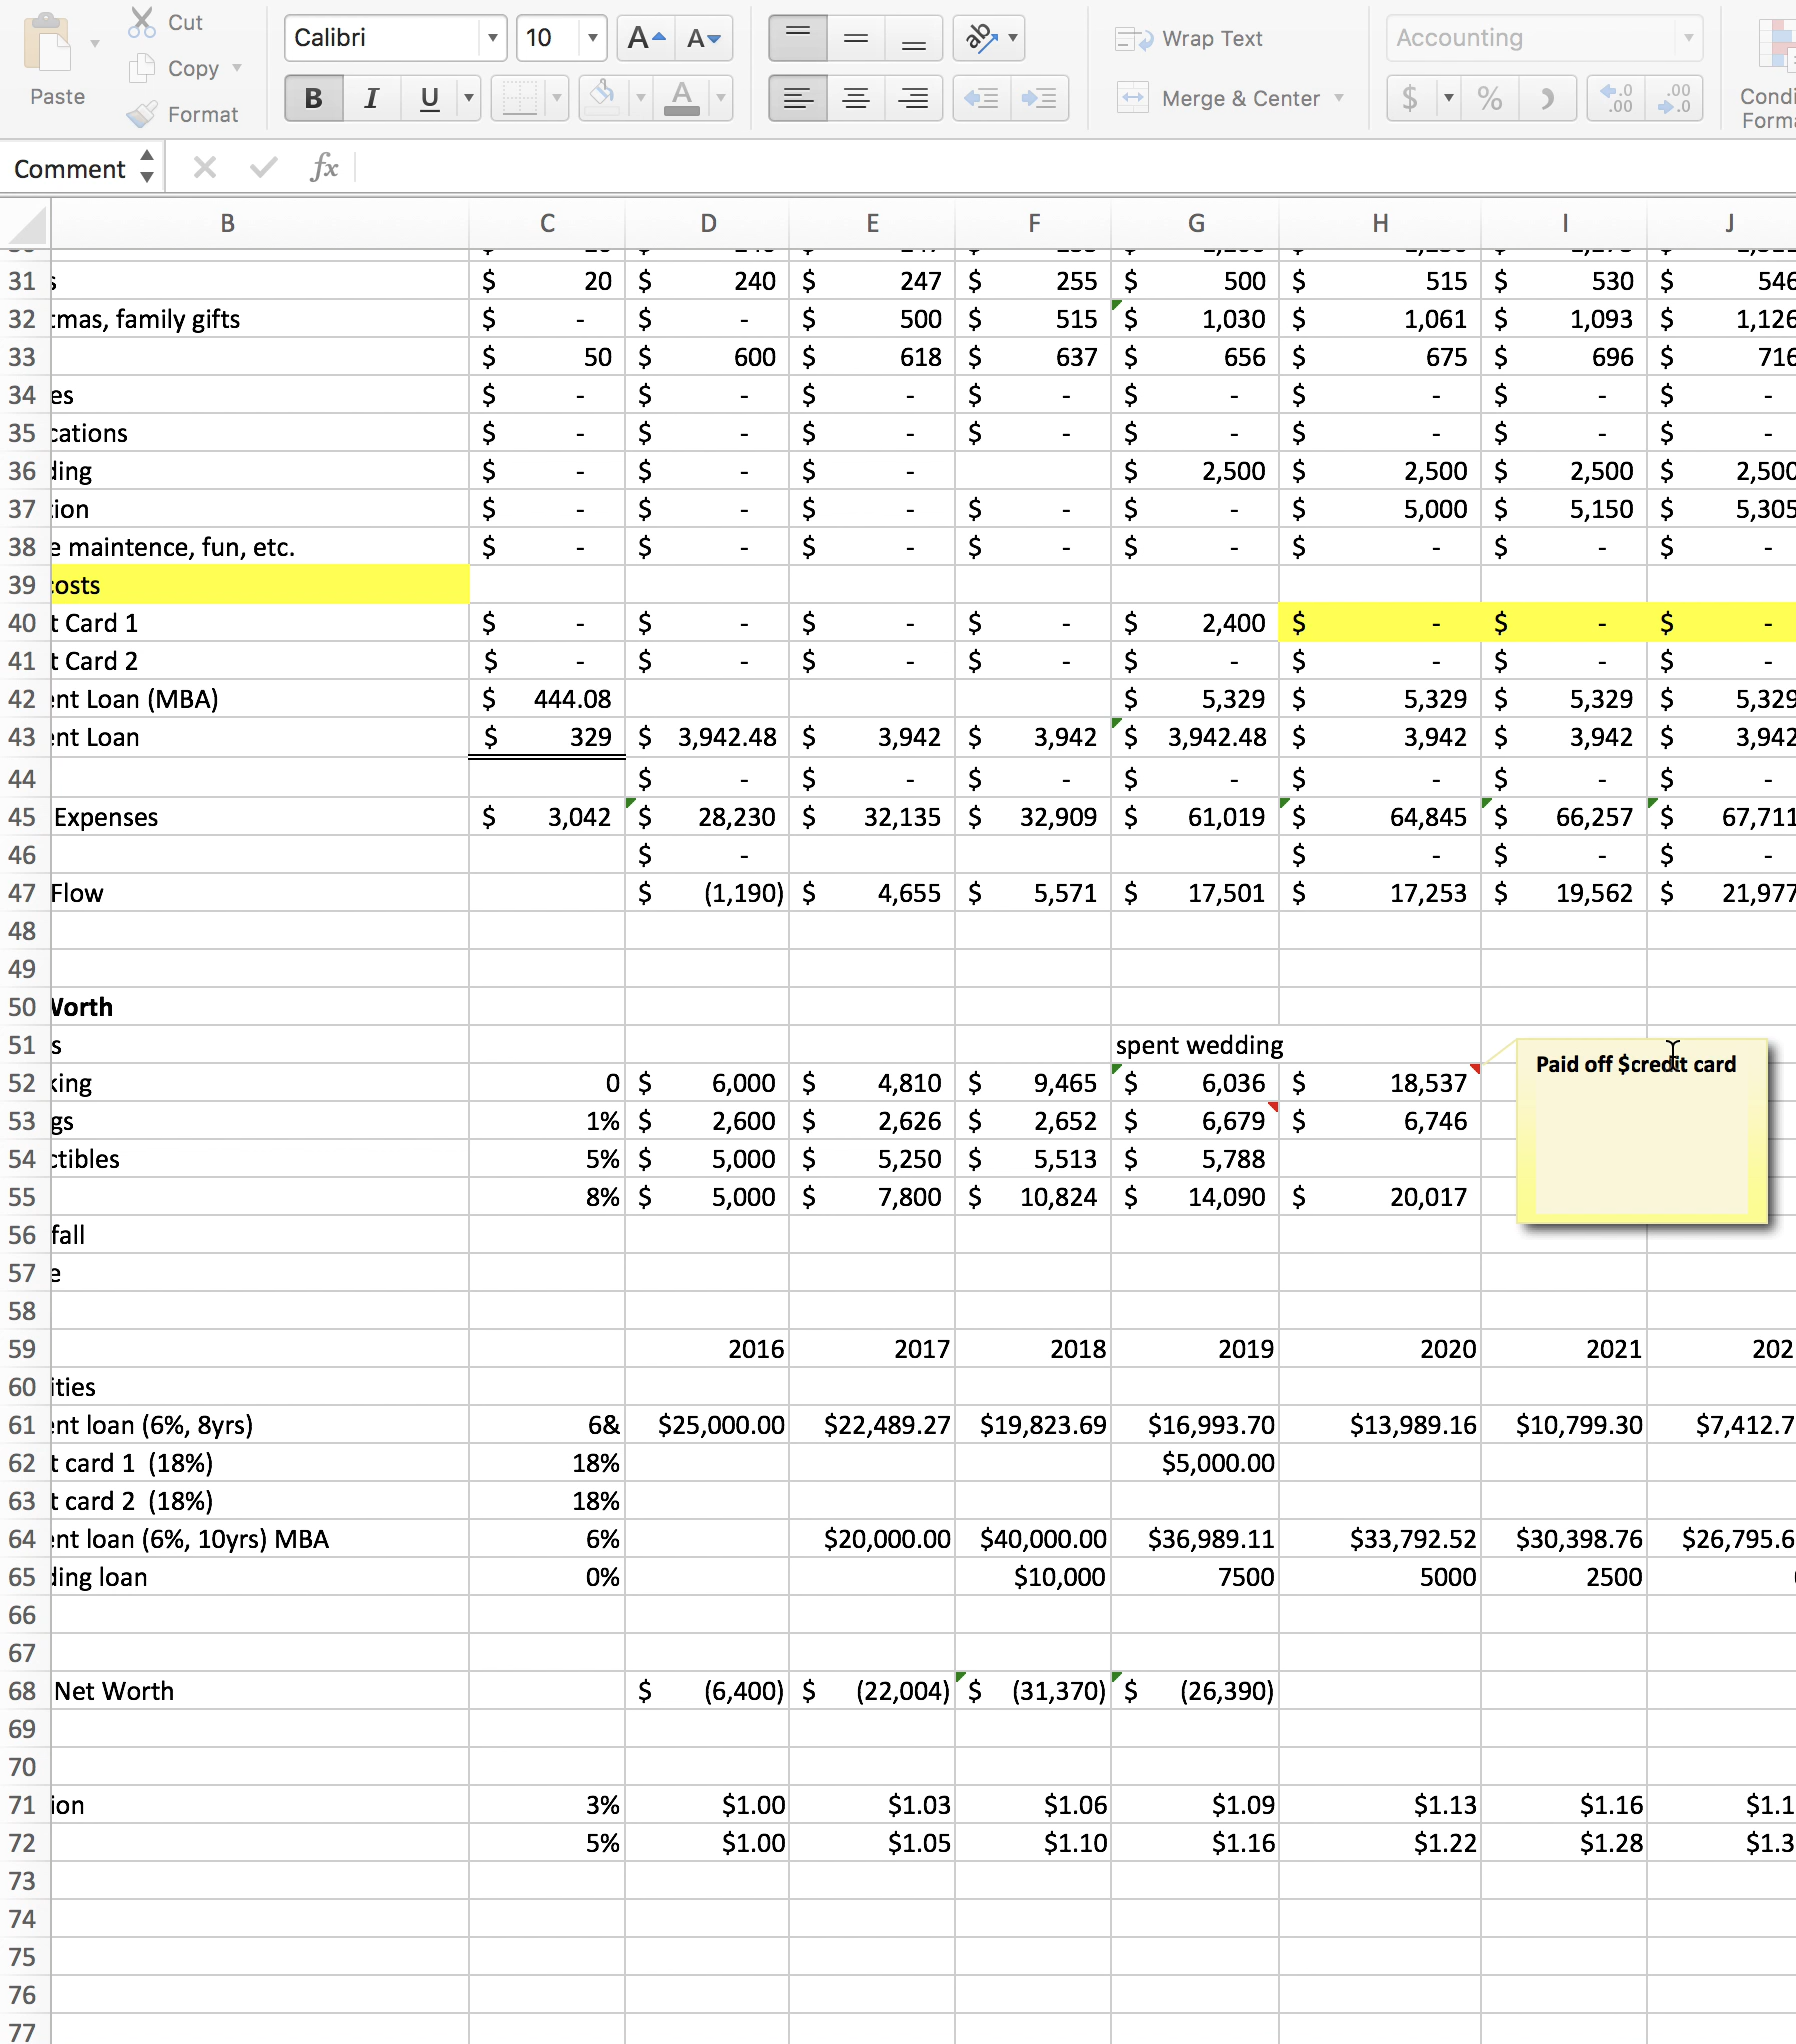 Cut
Calibri 10 A A ab Wrap Text Accounting
Copy
Paste B I U A Merge & Center $ % .0 .00 .00 .0
Format
Comment fx
B C D E F G H I J
31 s $ 20 $ 240 $ 247 $ 255 $ 500 $ 515 $ 530 $ 546
32 tmas, family gifts $ - $ - $ 500 $ 515 $ 1,030 $ 1,061 $ 1,093 $ 1,126
33 $ 50 $ 600 $ 618 $ 637 $ 656 $ 675 $ 696 $ 716
34 es $ - $ - $ - $ - $ - $ - $ - $ -
35 cations $ - $ - $ - $ - $ - $ - $ - $ -
36 ding $ - $ - $ - $ 2,500 $ 2,500 $ 2,500 $ 2,500
37 tion $ - $ - $ - $ - $ - $ 5,000 $ 5,150 $ 5,305
38 e maintence, fun, etc. $ - $ - $ - $ - $ - $ - $ - $ -
39 costs
40 t Card 1 $ - $ - $ - $ - $ 2,400 $ - $ - $ -
41 t Card 2 $ - $ - $ - $ - $ - $ - $ - $ -
42 ent Loan (MBA) $ 444.08 $ 5,329 $ 5,329 $ 5,329 $ 5,329
43 ent Loan $ 329 $ 3,942.48 $ 3,942 $ 3,942 $ 3,942.48 $ 3,942 $ 3,942 $ 3,942
44 $ - $ - $ - $ - $ - $ - $ -
45 Expenses $ 3,042 $ 28,230 $ 32,135 $ 32,909 $ 61,019 $ 64,845 $ 66,257 $ 67,711
46 $ - $ - $ - $ -
47 Flow $ (1,190) $ 4,655 $ 5,571 $ 17,501 $ 17,253 $ 19,562 $ 21,977
48
49
50 Worth
51 s spent wedding
Paid off $credit card
52 king 0 $ 6,000 $ 4,810 $ 9,465 $ 6,036 $ 18,537
53 gs 1% $ 2,600 $ 2,626 $ 2,652 $ 6,679 $ 6,746
54 ctibles 5% $ 5,000 $ 5,250 $ 5,513 $ 5,788
55 8% $ 5,000 $ 7,800 $ 10,824 $ 14,090 $ 20,017
56 fall
57 e
58
59 2016 2017 2018 2019 2020 2021 202
60 ities
61 ent loan (6%, 8yrs) 6& $25,000.00 $22,489.27 $19,823.69 $16,993.70 $13,989.16 $10,799.30 $7,412.7
62 t card 1 (18%) 18% $5,000.00
63 t card 2 (18%) 18%
64 ent loan (6%, 10yrs) MBA 6% $20,000.00 $40,000.00 $36,989.11 $33,792.52 $30,398.76 $26,795.6
65 ding loan 0% $10,000 7500 5000 2500
66
67
68 Net Worth $ (6,400) $ (22,004) $ (31,370) $ (26,390)
69
70
71 ion 3% $1.00 $1.03 $1.06 $1.09 $1.13 $1.16 $1.1
72 5% $1.00 $1.05 $1.10 $1.16 $1.22 $1.28 $1.3
73
74
75
76
77